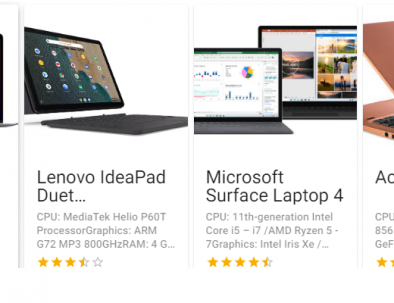 Lenovo IdeaPad
Duet...
CPU: MediaTek Helio P60T
ProcessorGraphics: ARM
G72 MP3 800GHzRAM: 4 G...
Microsoft
Surface Laptop 4
CPU: 11th-generation Intel
Core i5 – i7 /AMD Ryzen 5 -
7Graphics: Intel Iris Xe /...
Ac
CPU
856
GeF